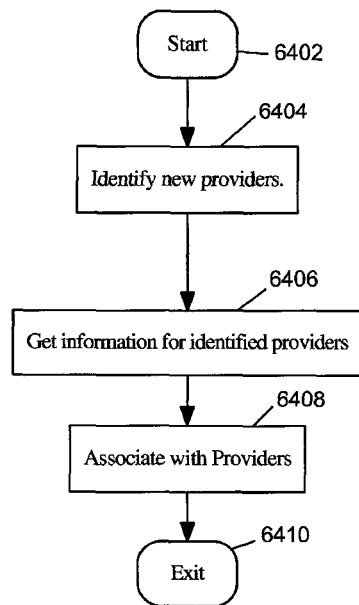 Start
6402
6404
Identify new providers.
6406
Get information for identified providers
6408
Associate with Providers
6410
Exit